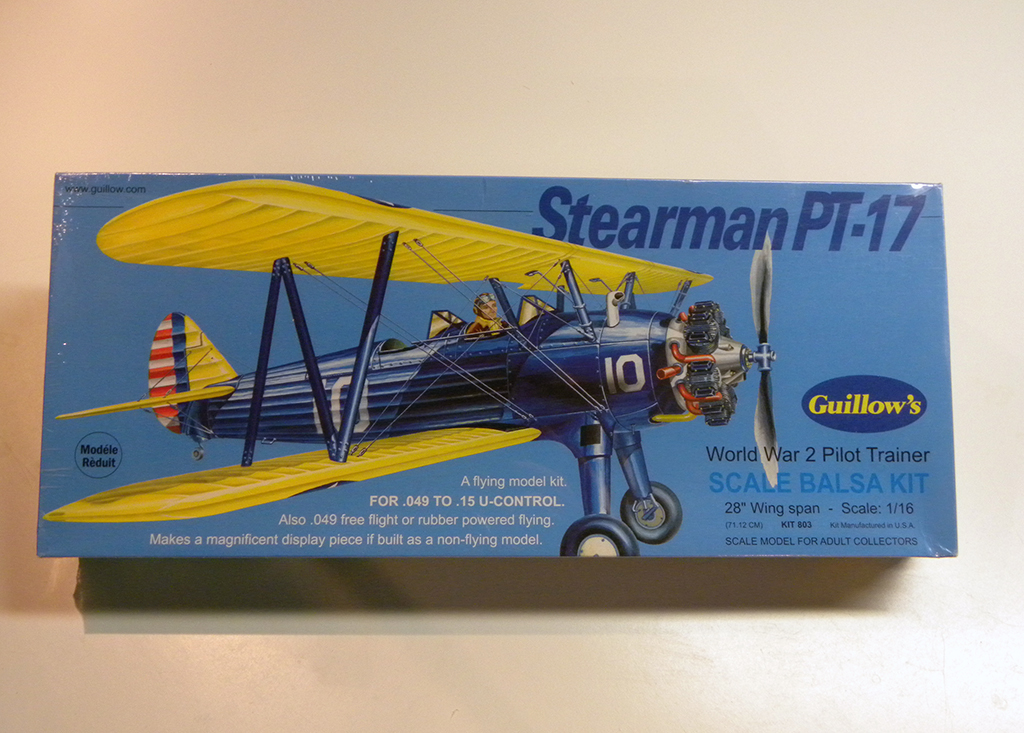 www.guillow.com
Stearman PT-17
10
10
Guillow's
Modéle
Rèduit
World War 2 Pilot Trainer
SCALE BALSA KIT
28" Wing span - Scale: 1/16
(71.12 CM) KIT 803 Kit Manufactured in U.S.A.
SCALE MODEL FOR ADULT COLLECTORS
A flying model kit.
FOR .049 TO .15 U-CONTROL.
Also .049 free flight or rubber powered flying.
Makes a magnificent display piece if built as a non-flying model.